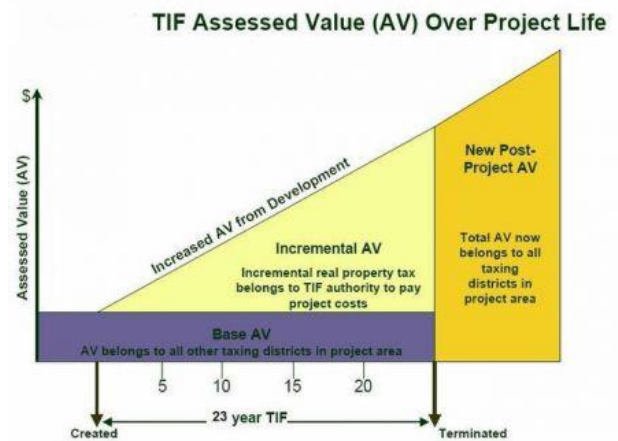 TIF Assessed Value (AV) Over Project Life
$
Assessed Value (AV)
Increased AV from Development
New Post-
Project AV
Incremental AV
Incremental real property tax
belongs to TIF authority to pay
project costs
Total AV now
belongs to all
taxing
districts in
project area
Base AV
AV belongs to all other taxing districts in project area
5 10 15 20
23 year TIF
Created Terminated